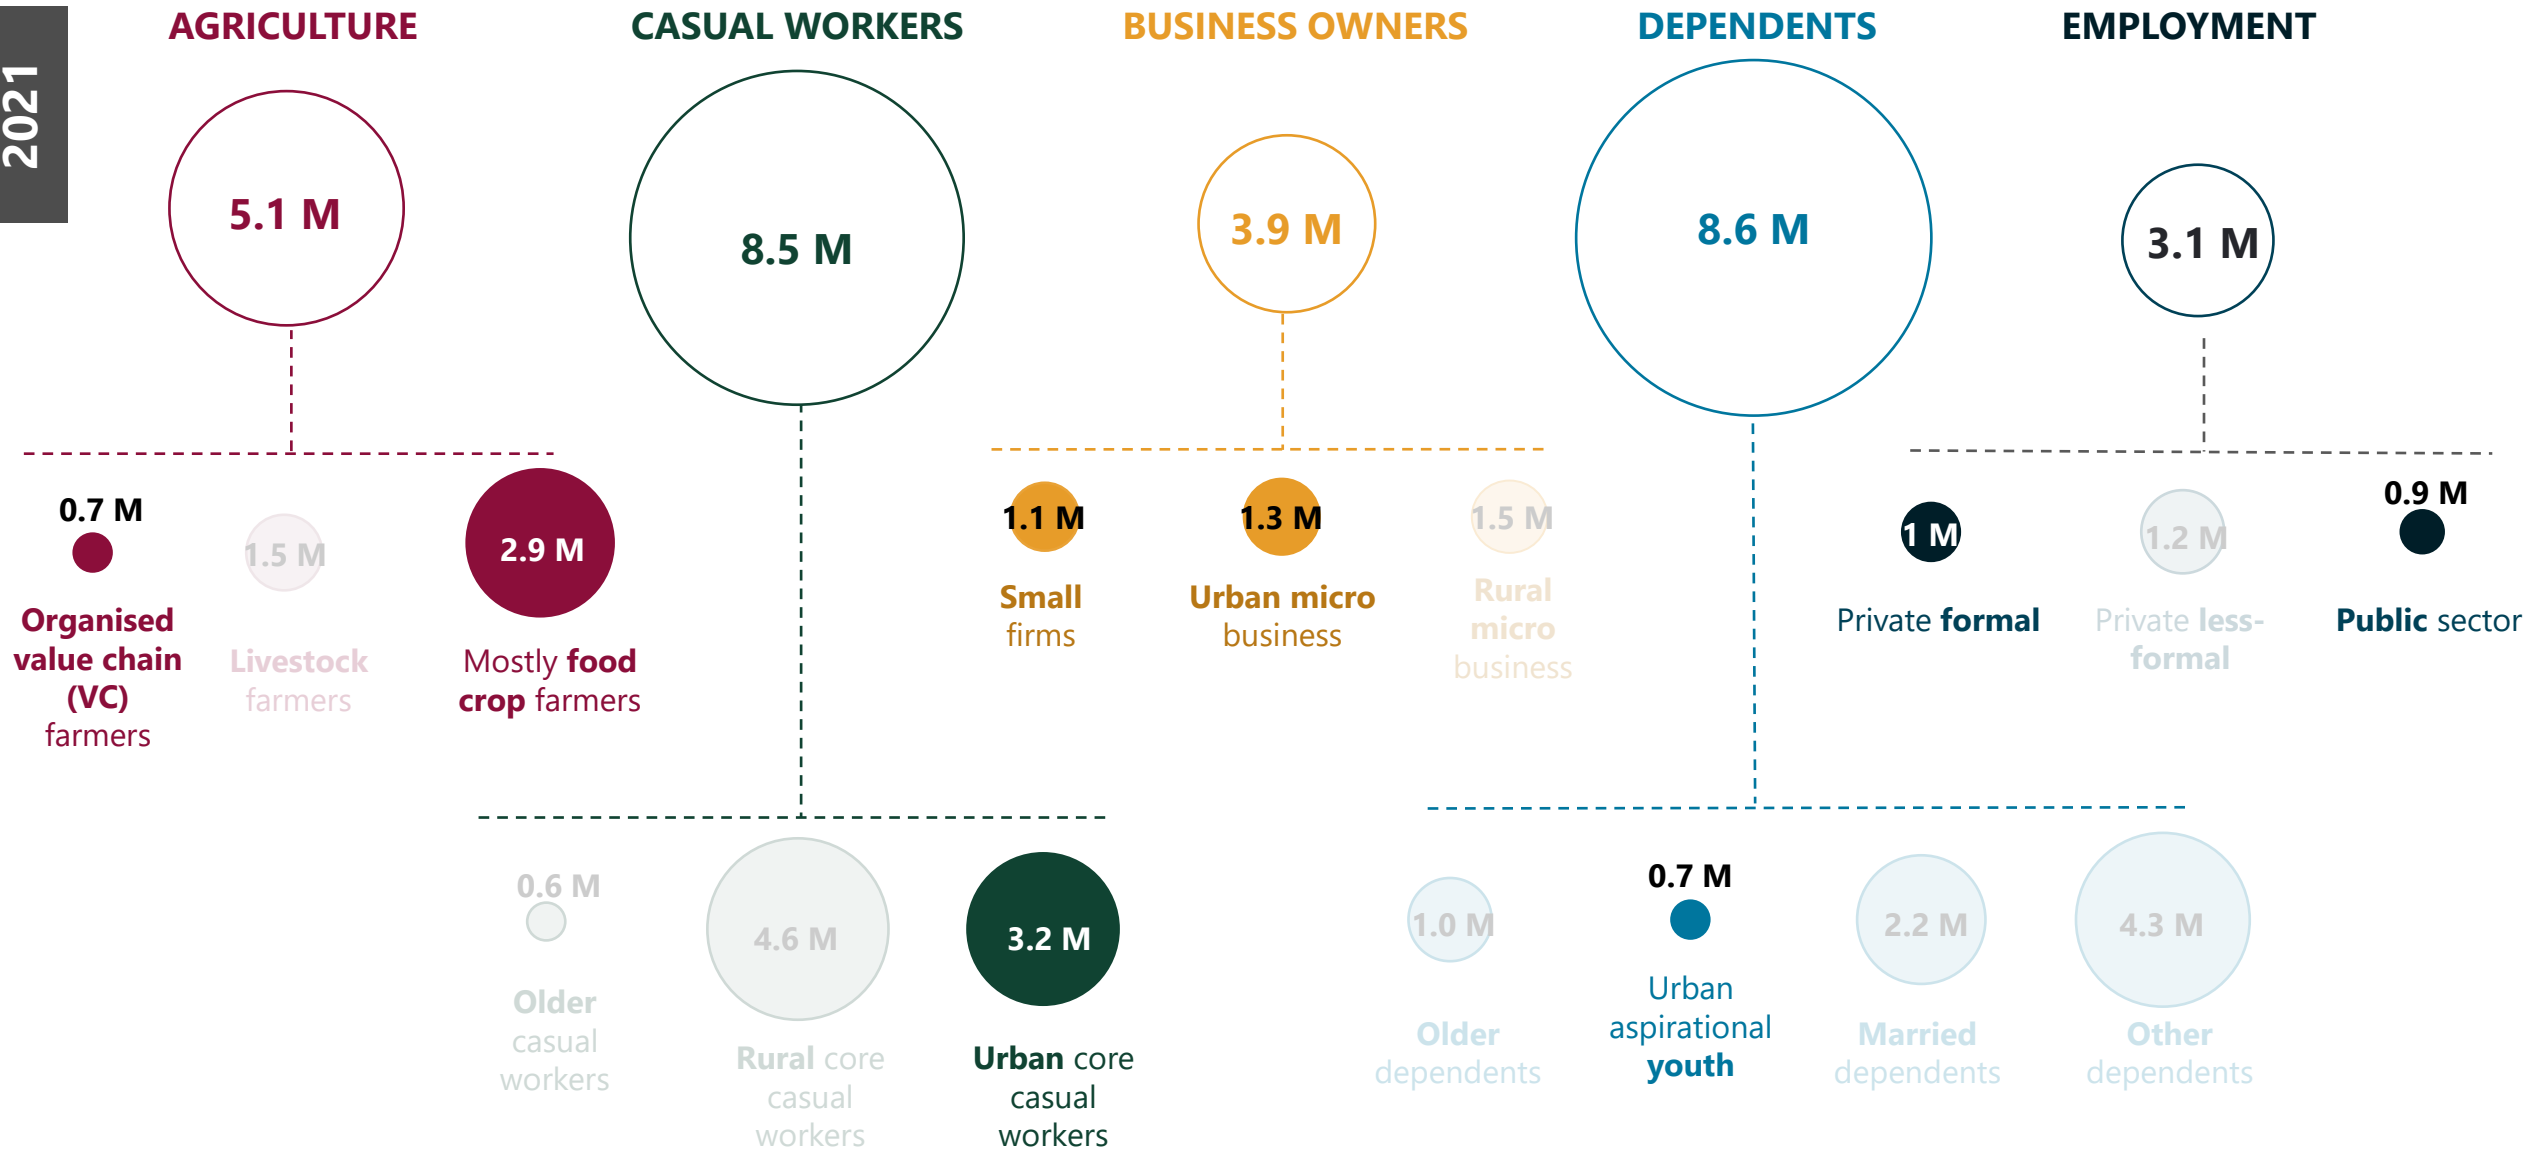 2021
AGRICULTURE
CASUAL WORKERS
BUSINESS OWNERS
DEPENDENTS
EMPLOYMENT
5.1 M
8.5 M
3.9 M
8.6 M
3.1 M
0.7 M
Organised
value chain
(VC)
farmers
1.5 M
Livestock
farmers
2.9 M
Mostly food
crop farmers
1.1 M
Small
firms
1.3 M
Urban micro
business
1.5 M
Rural
micro
business
1 M
Private formal
1.2 M
Private less-
formal
0.9 M
Public sector
0.6 M
Older
casual
workers
4.6 M
Rural core
casual
workers
3.2 M
Urban core
casual
workers
1.0 M
Older
dependents
0.7 M
Urban
aspirational
youth
2.2 M
Married
dependents
4.3 M
Other
dependents